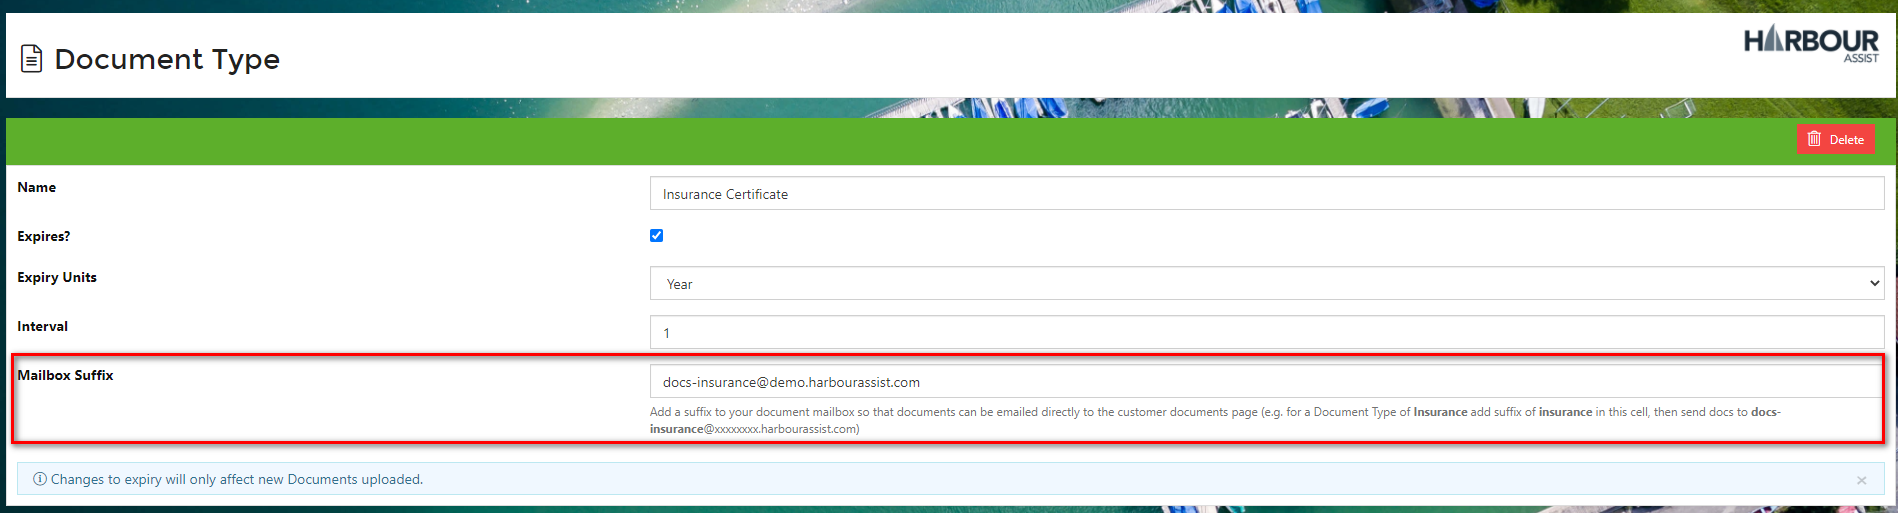 Document Type
HARBOUR
ASSIST
Delete
Name
Insurance Certificate
Expires?
Expiry Units
Year
Interval
1
Mailbox Suffix
docs-insurance@demo.harbourassist.com
Add a suffix to your document mailbox so that documents can be emailed directly to the customer documents page (e.g. for a Document Type of Insurance add suffix of insurance in this cell, then send docs to docs-
insurance@xxxxxxxx.harbourassist.com)
Changes to expiry will only affect new Documents uploaded.